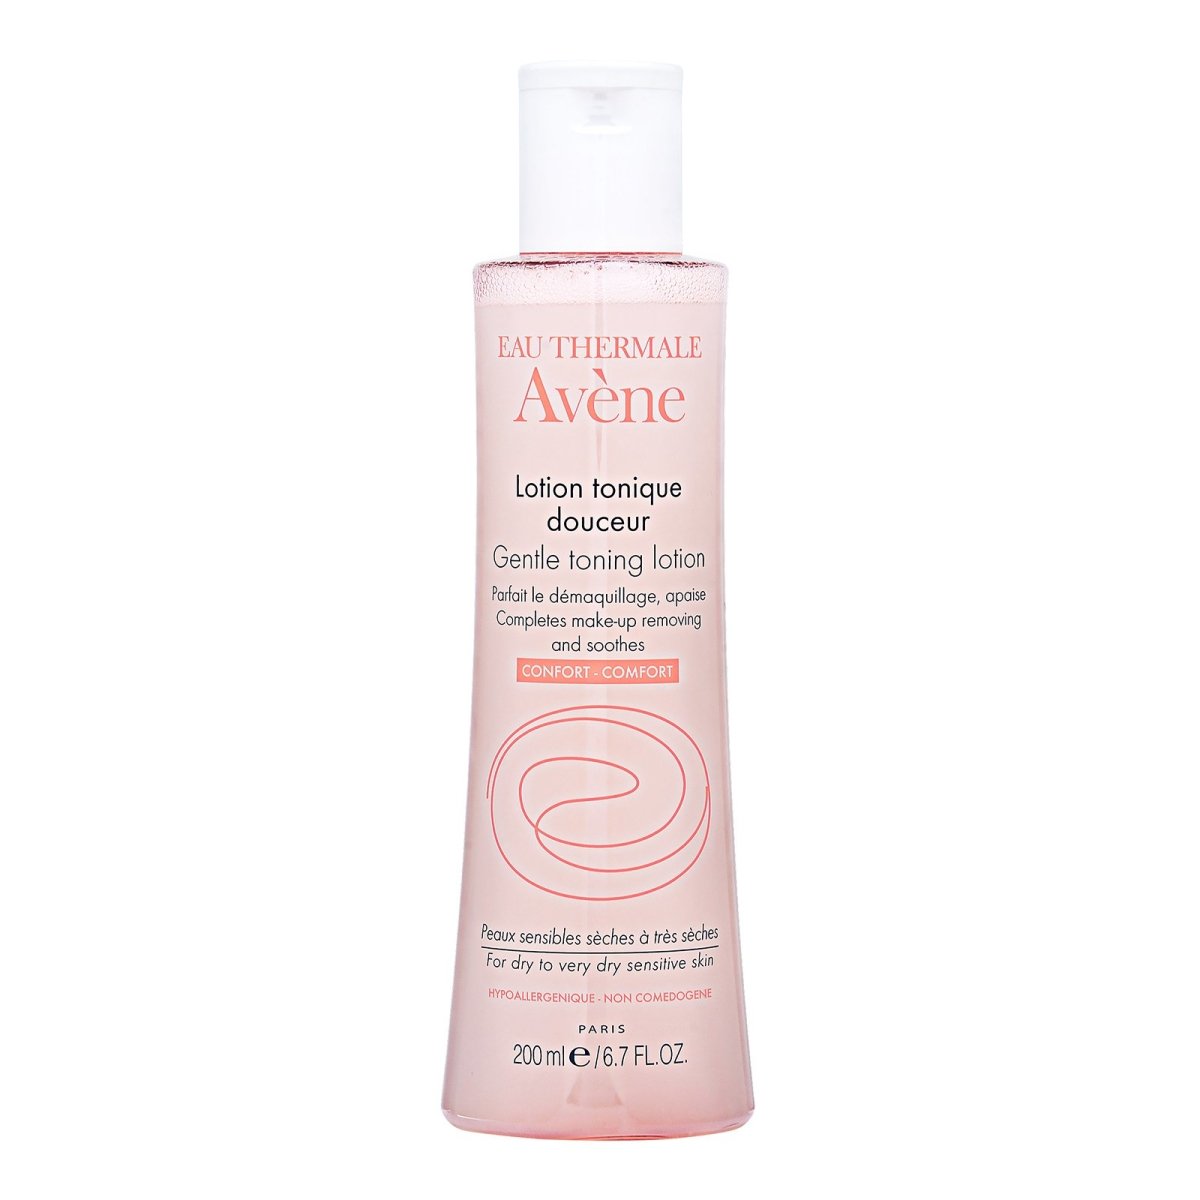 EAU THERMALE
Avène
Lotion tonique
douceur
Gentle toning lotion
Parfait le démaquillage, apaise
Completes make-up removing
and soothes
CONFORT - COMFORT
Peaux sensibles sèches à très sèches
For dry to very dry sensitive skin
HYPOALLERGENIQUE - NON COMEDOGENE
PARIS
200 ml e / 6.7 FL.OZ.